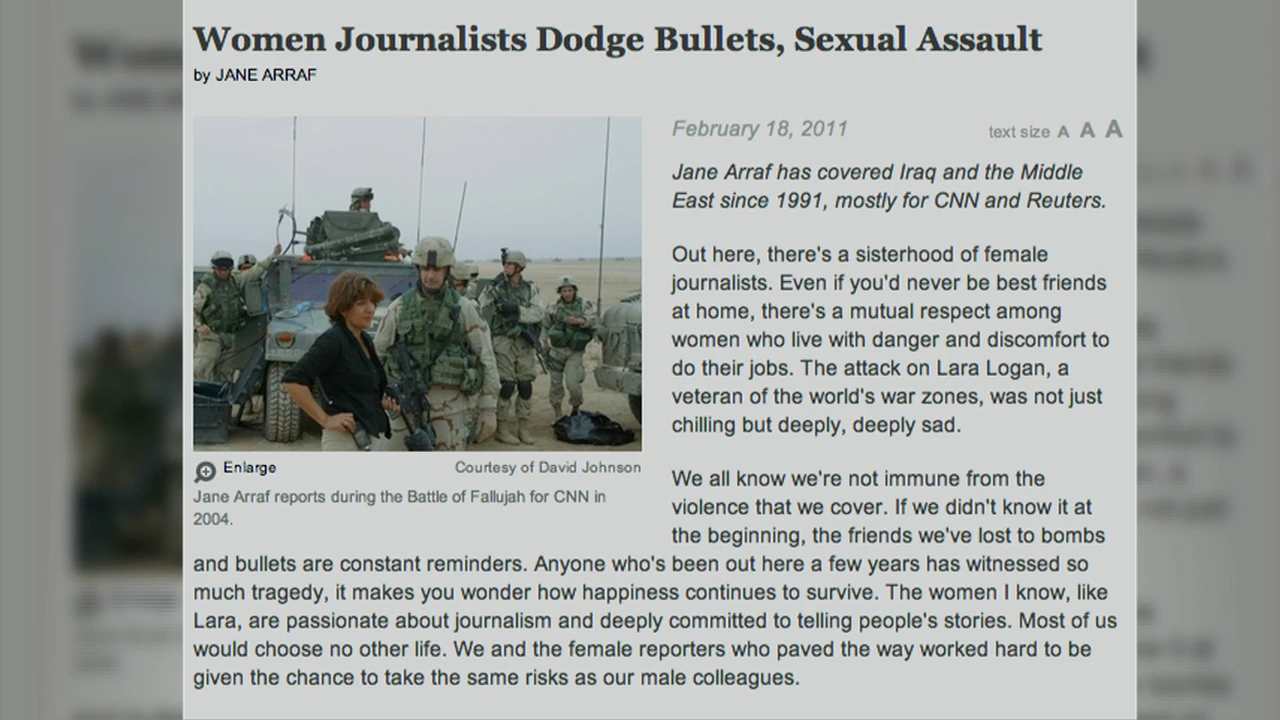 Women Journalists Dodge Bullets, Sexual Assault
by JANE ARRAF
February 18, 2011
text size A A A
Jane Arraf has covered Iraq and the Middle
East since 1991, mostly for CNN and Reuters.
Out here, there's a sisterhood of female
journalists. Even if you'd never be best friends
at home, there's a mutual respect among
women who live with danger and discomfort to
do their jobs. The attack on Lara Logan, a
veteran of the world's war zones, was not just
chilling but deeply, deeply sad.
Enlarge
Courtesy of David Johnson
Jane Arraf reports during the Battle of Fallujah for CNN in
2004.
We all know we're not immune from the
violence that we cover. If we didn't know it at
the beginning, the friends we've lost to bombs
and bullets are constant reminders. Anyone who's been out here a few years has witnessed so
much tragedy, it makes you wonder how happiness continues to survive. The women I know, like
Lara, are passionate about journalism and deeply committed to telling people's stories. Most of us
would choose no other life. We and the female reporters who paved the way worked hard to be
given the chance to take the same risks as our male colleagues.